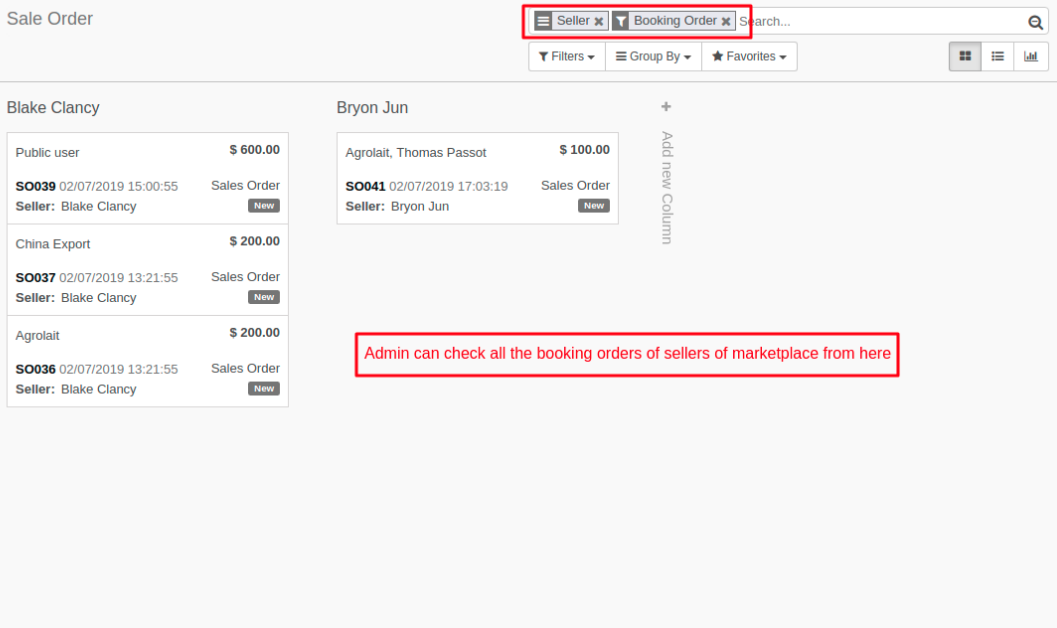 Sale Order
Seller Booking Order Search...
Filters Group By Favorites
Blake Clancy
Public user $ 600.00
SO039 02/07/2019 15:00:55 Sales Order
Seller: Blake Clancy New
China Export $ 200.00
SO037 02/07/2019 13:21:55 Sales Order
Seller: Blake Clancy New
Agrolait $ 200.00
SO036 02/07/2019 13:21:55 Sales Order
Seller: Blake Clancy New
Bryon Jun
Agrolait, Thomas Passot $ 100.00
SO041 02/07/2019 17:03:19 Sales Order
Seller: Bryon Jun New
Add new Column
Admin can check all the booking orders of sellers of marketplace from here